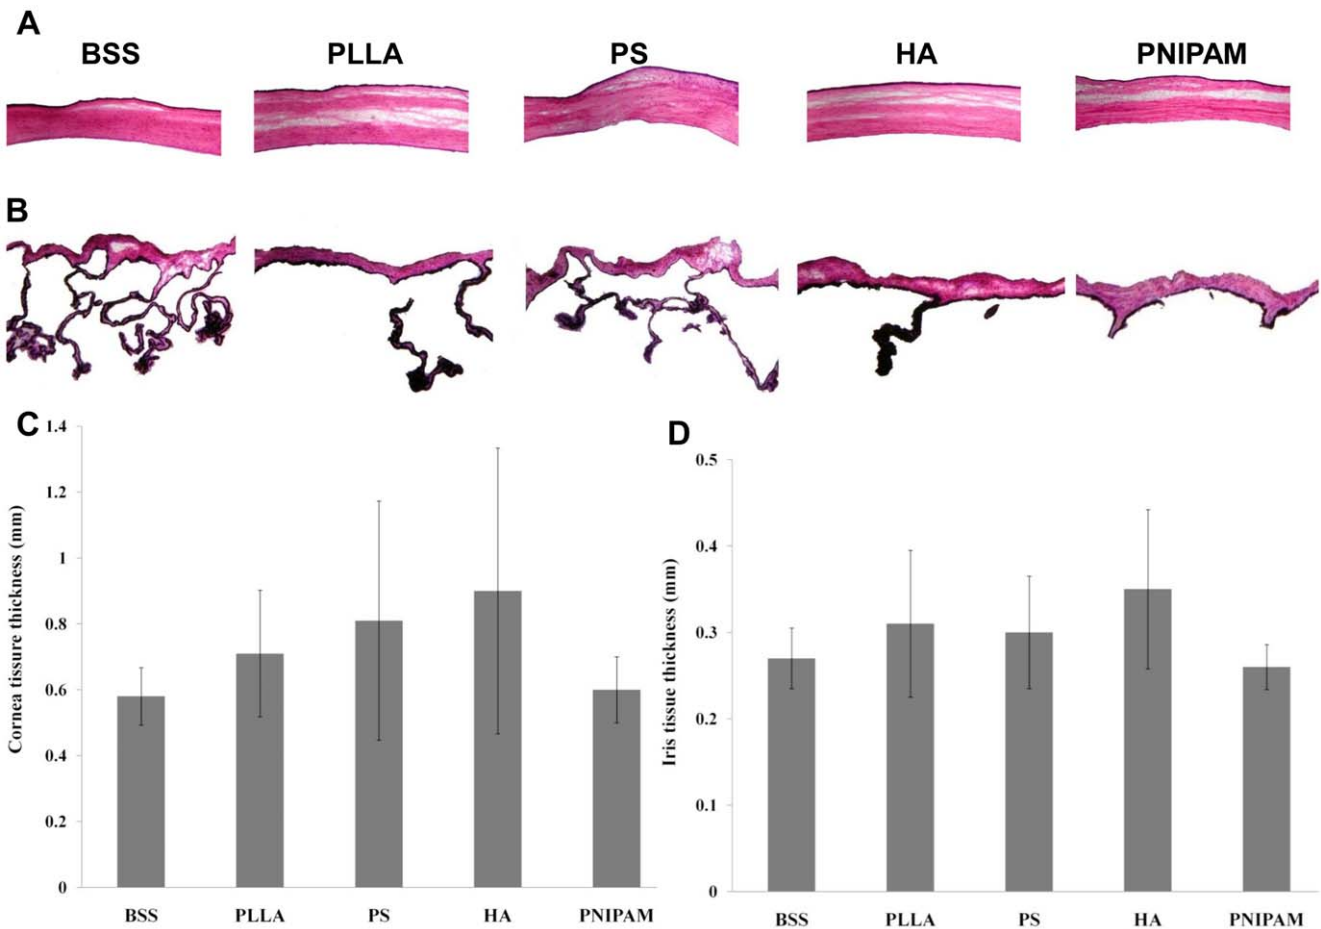 A
BSS PLLA PS HA PNIPAM
B
C
Cornea tissure thickness (mm)
1.4
1.2
1
0.8
0.6
0.4
0.2
0
BSS PLLA PS HA PNIPAM
D
Iris tissue thickness (mm)
0.5
0.4
0.3
0.2
0.1
0
BSS PLLA PS HA PNIPAM